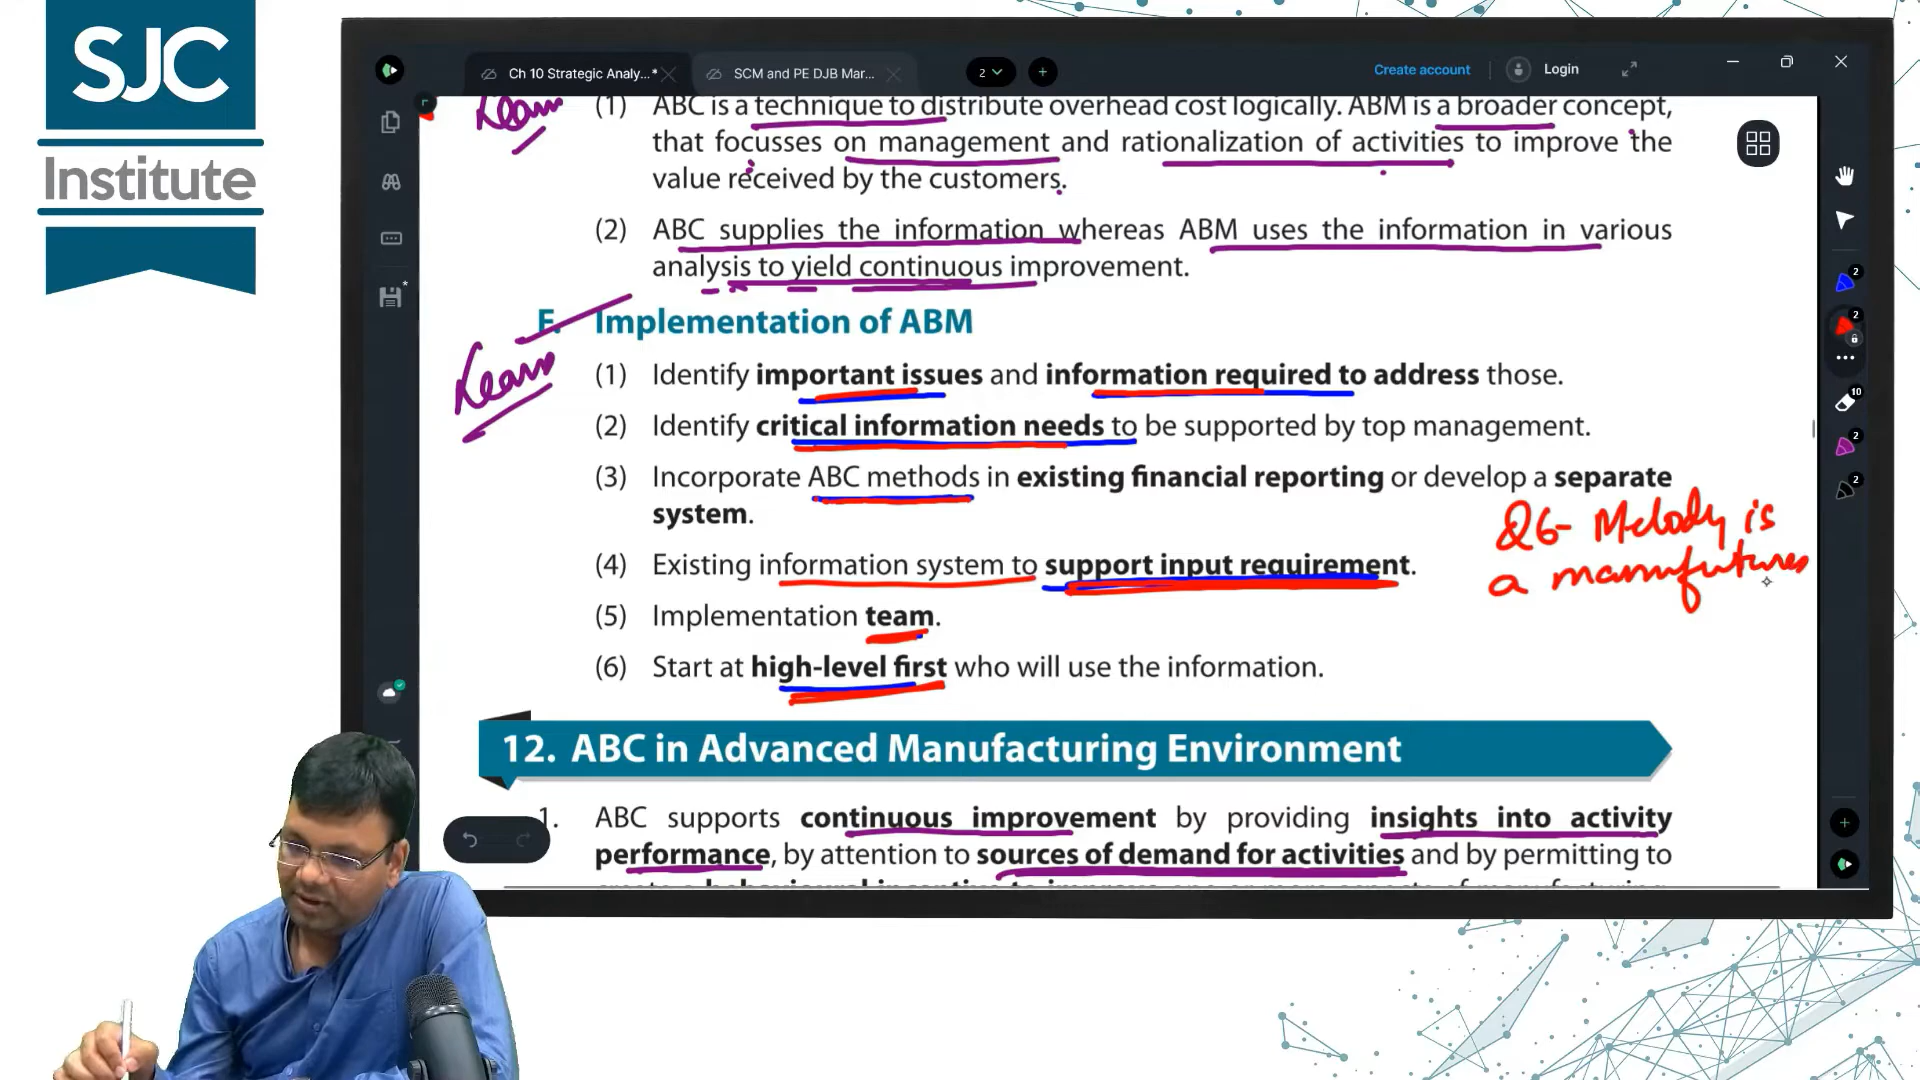 SJC
Institute
Ch 10 Strategic Analy...*
SCM and PE DJB Mar...
2
Create account
Login
Learn
(1) ABC is a technique to distribute overhead cost logically. ABM is a broader concept,
that focusses on management and rationalization of activities to improve the
value received by the customers.
(2) ABC supplies the information whereas ABM uses the information in various
analysis to yield continuous improvement.
Implementation of ABM
Learn
(1) Identify important issues and information required to address those.
(2) Identify critical information needs to be supported by top management.
(3) Incorporate ABC methods in existing financial reporting or develop a separate
system.
Q6- Melody is
a manufutures
(4) Existing information system to support input requirement.
(5) Implementation team.
(6) Start at high-level first who will use the information.
12. ABC in Advanced Manufacturing Environment
1. ABC supports continuous improvement by providing insights into activity
performance, by attention to sources of demand for activities and by permitting to
2
2
10
2
2